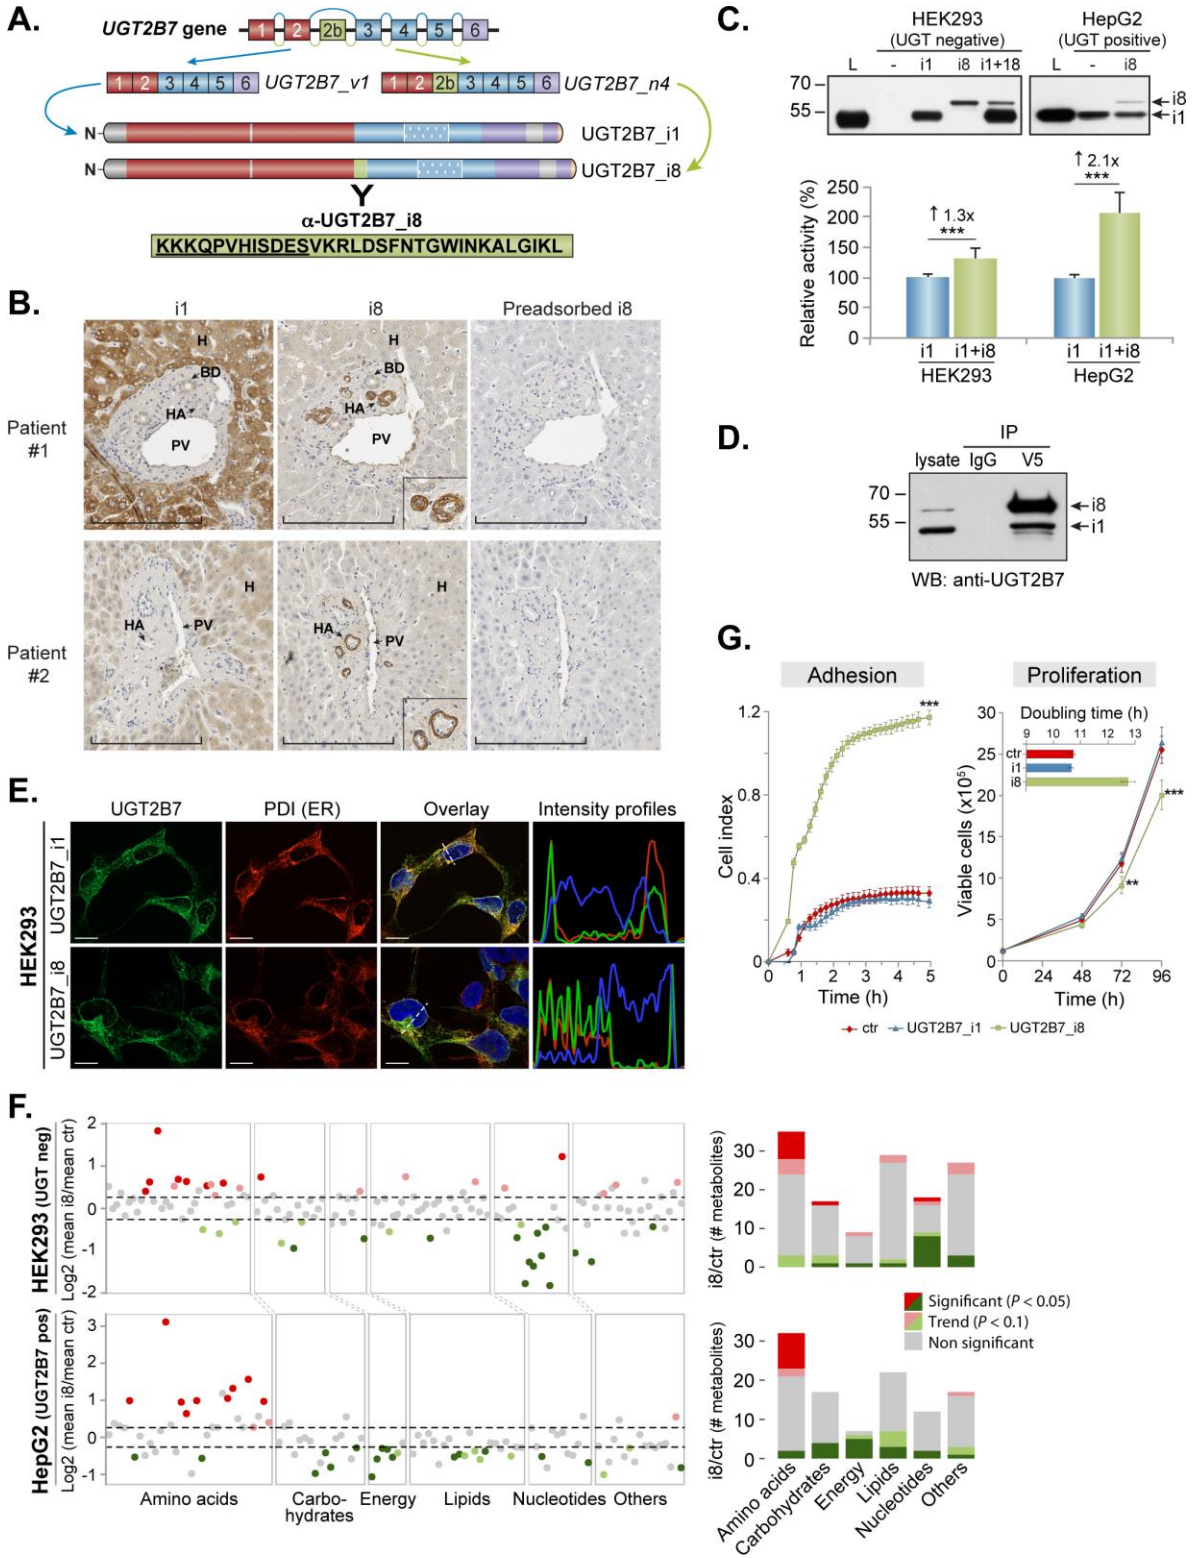 A.
UGT2B7 gene
1 2 2b 3 4 5 6
1 2 3 4 5 6 UGT2B7_v1
1 2 2b 3 4 5 6 UGT2B7_n4
N- UGT2B7_i1
N- UGT2B7_i8
Y
α-UGT2B7_i8
KKKQPVHISDESVKRLDSFNTGWINKALGIKL
B.
i1 i8 Preadsorbed i8
Patient #1
H BD HA PV
H BD HA PV
Patient #2
H HA PV
H HA PV
C.
HEK293 (UGT negative)
HepG2 (UGT positive)
L - i1 i8 i1+18
L - i8
70
55
i8
i1
Relative activity (%)
250
200
150
100
50
0
↑ 1.3x
***
↑ 2.1x
***
i1 i1+i8
HEK293
i1 i1+i8
HepG2
D.
IP
lysate IgG V5
70
55
i8
i1
WB: anti-UGT2B7
E.
UGT2B7 PDI (ER) Overlay Intensity profiles
HEK293
UGT2B7_i1
UGT2B7_i8
G.
Adhesion
Cell index
1.2
0.8
0.4
0
***
0 1 2 3 4 5
Time (h)
Proliferation
Viable cells (x10⁵)
30
25
20
15
10
5
0
Doubling time (h)
9 10 11 12 13
ctr
i1
i8
***
**
0 24 48 72 96
Time (h)
ctr UGT2B7_i1 UGT2B7_i8
F.
HEK293 (UGT neg)
Log2 (mean i8/mean ctr)
2
1
0
-1
-2
HepG2 (UGT2B7 pos)
Log2 (mean i8/mean ctr)
3
2
1
0
-1
Amino acids
Carbo-
hydrates
Energy
Lipids
Nucleotides
Others
i8/ctr (# metabolites)
30
20
10
0
Significant (P < 0.05)
Trend (P < 0.1)
Non significant
i8/ctr (# metabolites)
30
20
10
0
Amino acids
Carbohydrates
Energy
Lipids
Nucleotides
Others